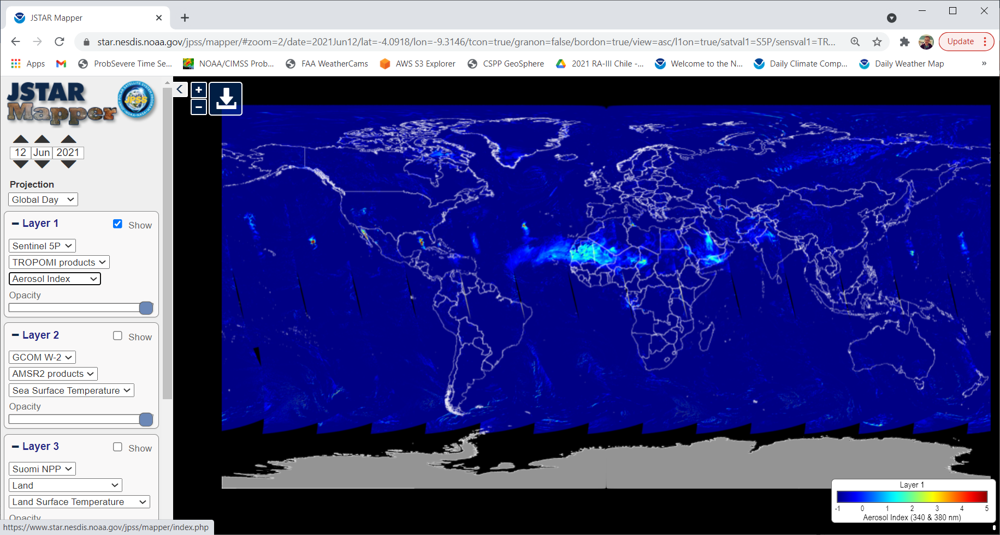 JSTAR Mapper
star.nesdis.noaa.gov/jpss/mapper/#zoom=2/date=2021Jun12/lat=-4.0918/lon=-9.3146/tcon=true/granon=false/bordon=true/view=asc/l1on=true/satval1=S5P/sensval1=TR...
Update
Apps
ProbSevere Time Se...
NOAA/CIMSS Prob...
FAA WeatherCams
AWS S3 Explorer
CSPP GeoSphere
2021 RA-III Chile -...
Welcome to the N...
Daily Climate Comp...
Daily Weather Map
»
JSTAR
Mapper
JPSS
12 Jun 2021
Projection
Global Day
Layer 1
Show
Sentinel 5P
TROPOMI products
Aerosol Index
Opacity
Layer 2
Show
GCOM W-2
AMSR2 products
Sea Surface Temperature
Opacity
Layer 3
Show
Suomi NPP
Land
Land Surface Temperature
Opacity
https://www.star.nesdis.noaa.gov/jpss/mapper/index.php
+
−
Layer 1
-1 0 1 2 3 4 5
Aerosol Index (340 & 380 nm)